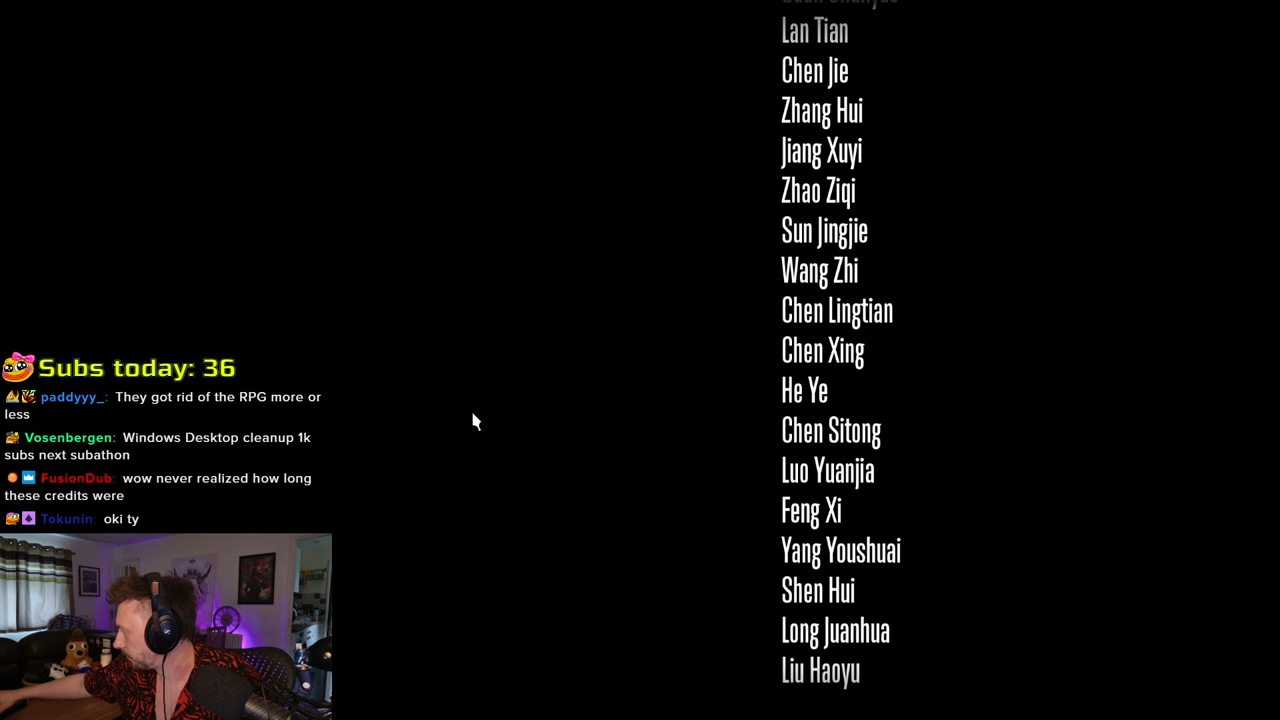 Lan Tian
Chen Jie
Zhang Hui
Jiang Xuyi
Zhao Ziqi
Sun Jingjie
Wang Zhi
Chen Lingtian
Chen Xing
He Ye
Chen Sitong
Luo Yuanjia
Feng Xi
Yang Youshuai
Shen Hui
Long Juanhua
Liu Haoyu
Subs today: 36
paddyyy_: They got rid of the RPG more or
less
Vosenbergen: Windows Desktop cleanup 1k
subs next subathon
FusionDub: wow never realized how long
these credits were
Tokunin: oki ty